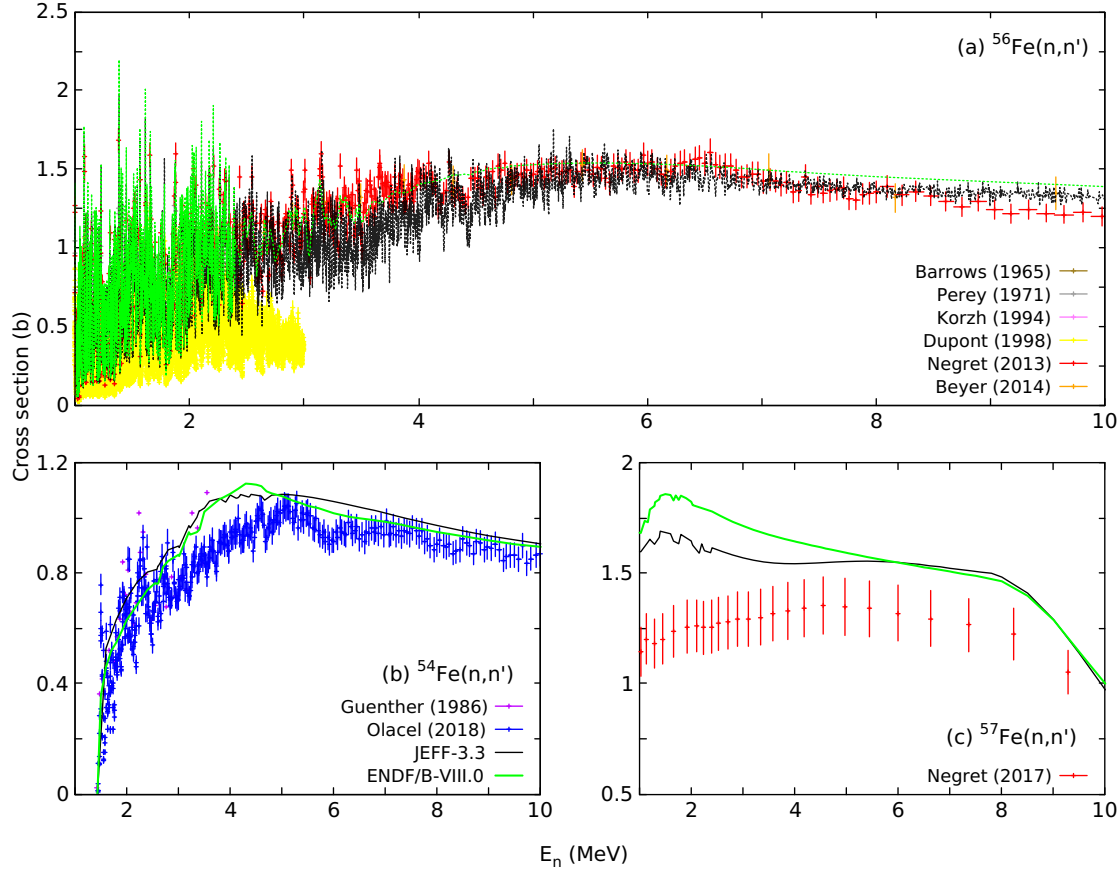 2.5
2
1.5
1
0.5
0
2
4
6
8
10
(a) ⁵⁶Fe(n,n')
Barrows (1965)
Perey (1971)
Korzh (1994)
Dupont (1998)
Negret (2013)
Beyer (2014)
Cross section (b)
1.2
0.8
0.4
0
2
4
6
8
10
(b) ⁵⁴Fe(n,n')
Guenther (1986)
Olacel (2018)
JEFF-3.3
ENDF/B-VIII.0
2
1.5
1
0.5
2
4
6
8
10
(c) ⁵⁷Fe(n,n')
Negret (2017)
Eₙ (MeV)